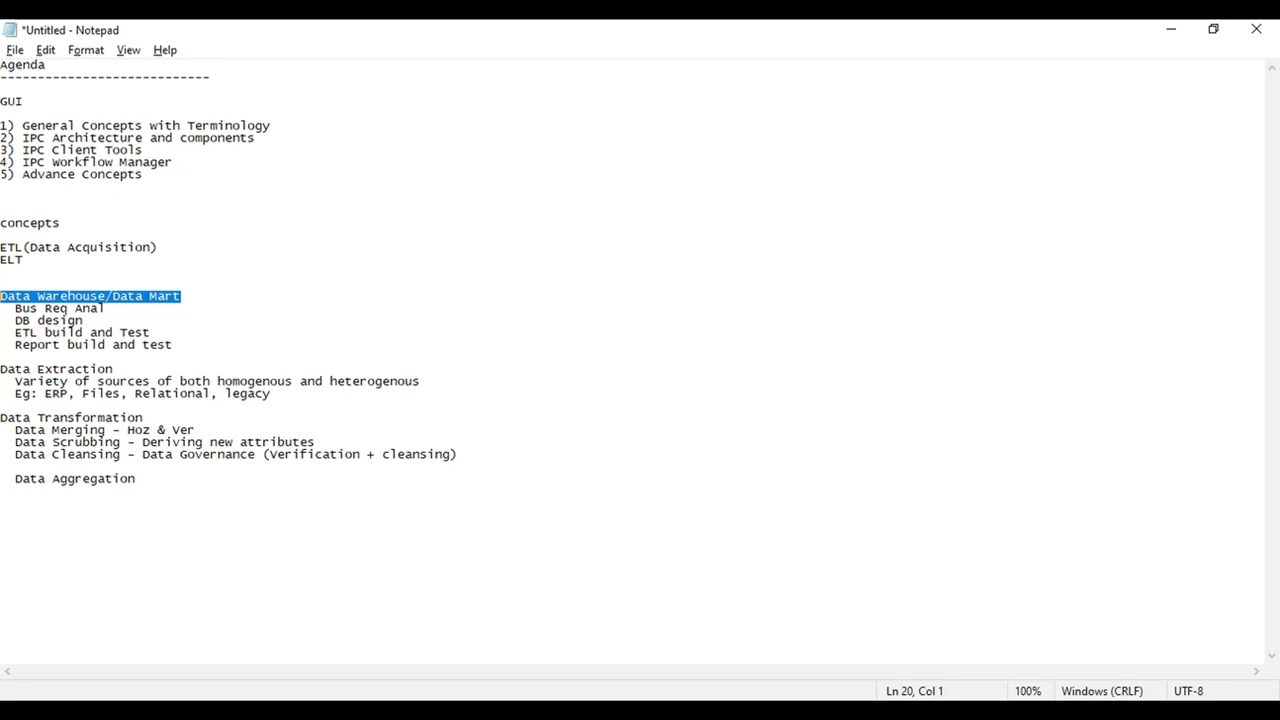 *Untitled - Notepad
File Edit Format View Help
Agenda
----------------------------
GUI
1) General Concepts with Terminology
2) IPC Architecture and components
3) IPC Client Tools
4) IPC Workflow Manager
5) Advance Concepts
concepts
ETL(Data Acquisition)
ELT
Data Warehouse/Data Mart
Bus Req Anal
DB design
ETL build and Test
Report build and test
Data Extraction
Variety of sources of both homogenous and heterogenous
Eg: ERP, Files, Relational, legacy
Data Transformation
Data Merging - Hoz & Ver
Data Scrubbing - Deriving new attributes
Data Cleansing - Data Governance (Verification + cleansing)
Data Aggregation
Ln 20, Col 1 100% Windows (CRLF) UTF-8